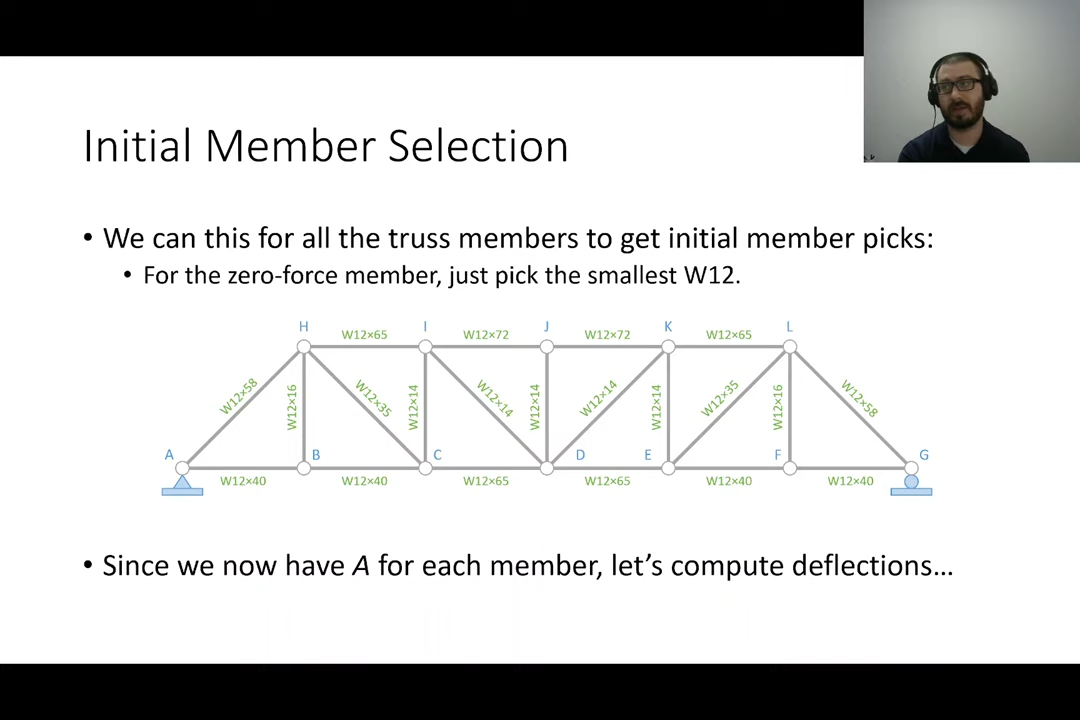 Initial Member Selection
• We can this for all the truss members to get initial member picks:
• For the zero-force member, just pick the smallest W12.
H I J K L
W12×65 W12×72 W12×72 W12×65
W12×58 W12×16 W12×35 W12×14 W12×14 W12×14 W12×14 W12×14 W12×35 W12×16 W12×58
A B C D E F G
W12×40 W12×40 W12×65 W12×65 W12×40 W12×40
• Since we now have A for each member, let’s compute deflections…